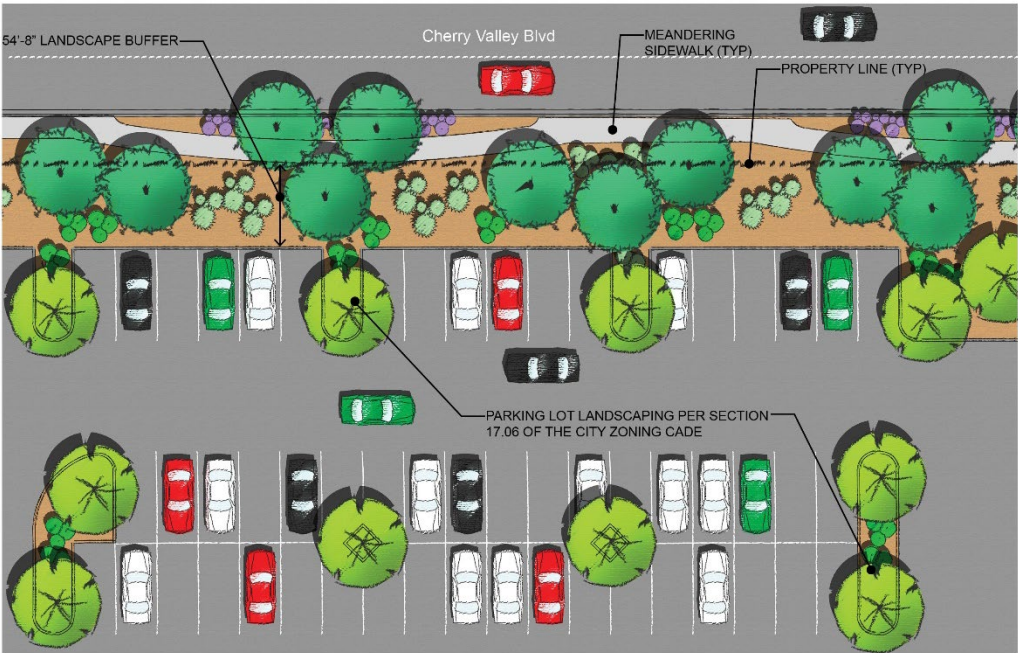 Cherry Valley Blvd
54'-8" LANDSCAPE BUFFER
MEANDERING
SIDEWALK (TYP)
PROPERTY LINE (TYP)
PARKING LOT LANDSCAPING PER SECTION
17.06 OF THE CITY ZONING CADE